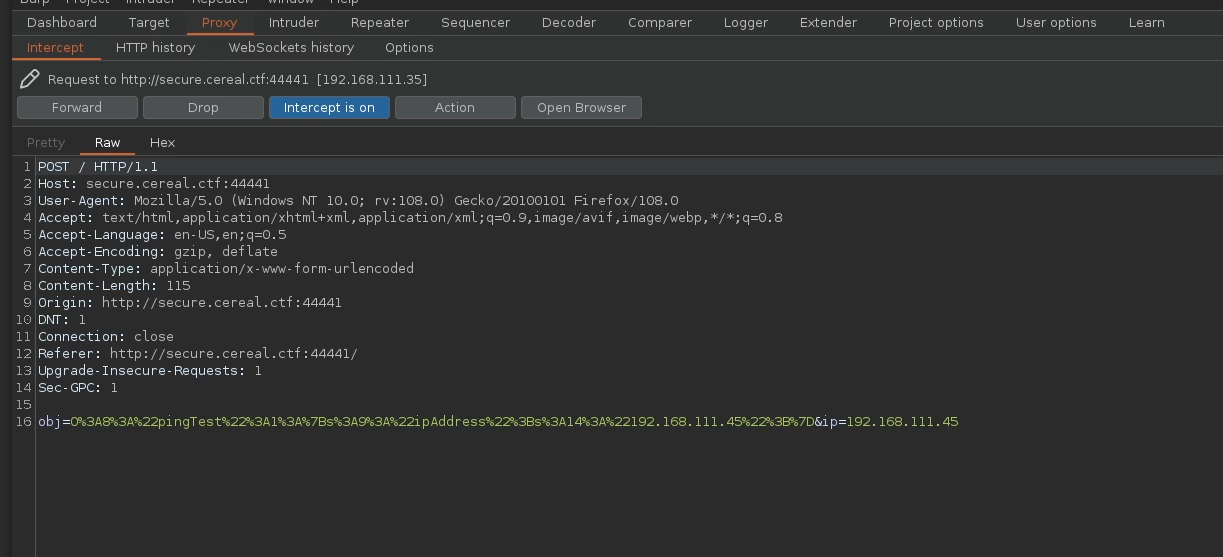 Burp Project Intruder Repeater Window Help
Dashboard Target Proxy Intruder Repeater Sequencer Decoder Comparer Logger Extender Project options User options Learn
Intercept HTTP history WebSockets history Options
Request to http://secure.cereal.ctf:44441 [192.168.111.35]
Forward Drop Intercept is on Action Open Browser
Pretty Raw Hex
1 POST / HTTP/1.1
2 Host: secure.cereal.ctf:44441
3 User-Agent: Mozilla/5.0 (Windows NT 10.0; rv:108.0) Gecko/20100101 Firefox/108.0
4 Accept: text/html,application/xhtml+xml,application/xml;q=0.9,image/avif,image/webp,*/*;q=0.8
5 Accept-Language: en-US,en;q=0.5
6 Accept-Encoding: gzip, deflate
7 Content-Type: application/x-www-form-urlencoded
8 Content-Length: 115
9 Origin: http://secure.cereal.ctf:44441
10 DNT: 1
11 Connection: close
12 Referer: http://secure.cereal.ctf:44441/
13 Upgrade-Insecure-Requests: 1
14 Sec-GPC: 1
15
16 obj=O%3A8%3A%22pingTest%22%3A1%3A%7Bs%3A9%3A%22ipAddress%22%3Bs%3A14%3A%22192.168.111.45%22%3B%7D&ip=192.168.111.45